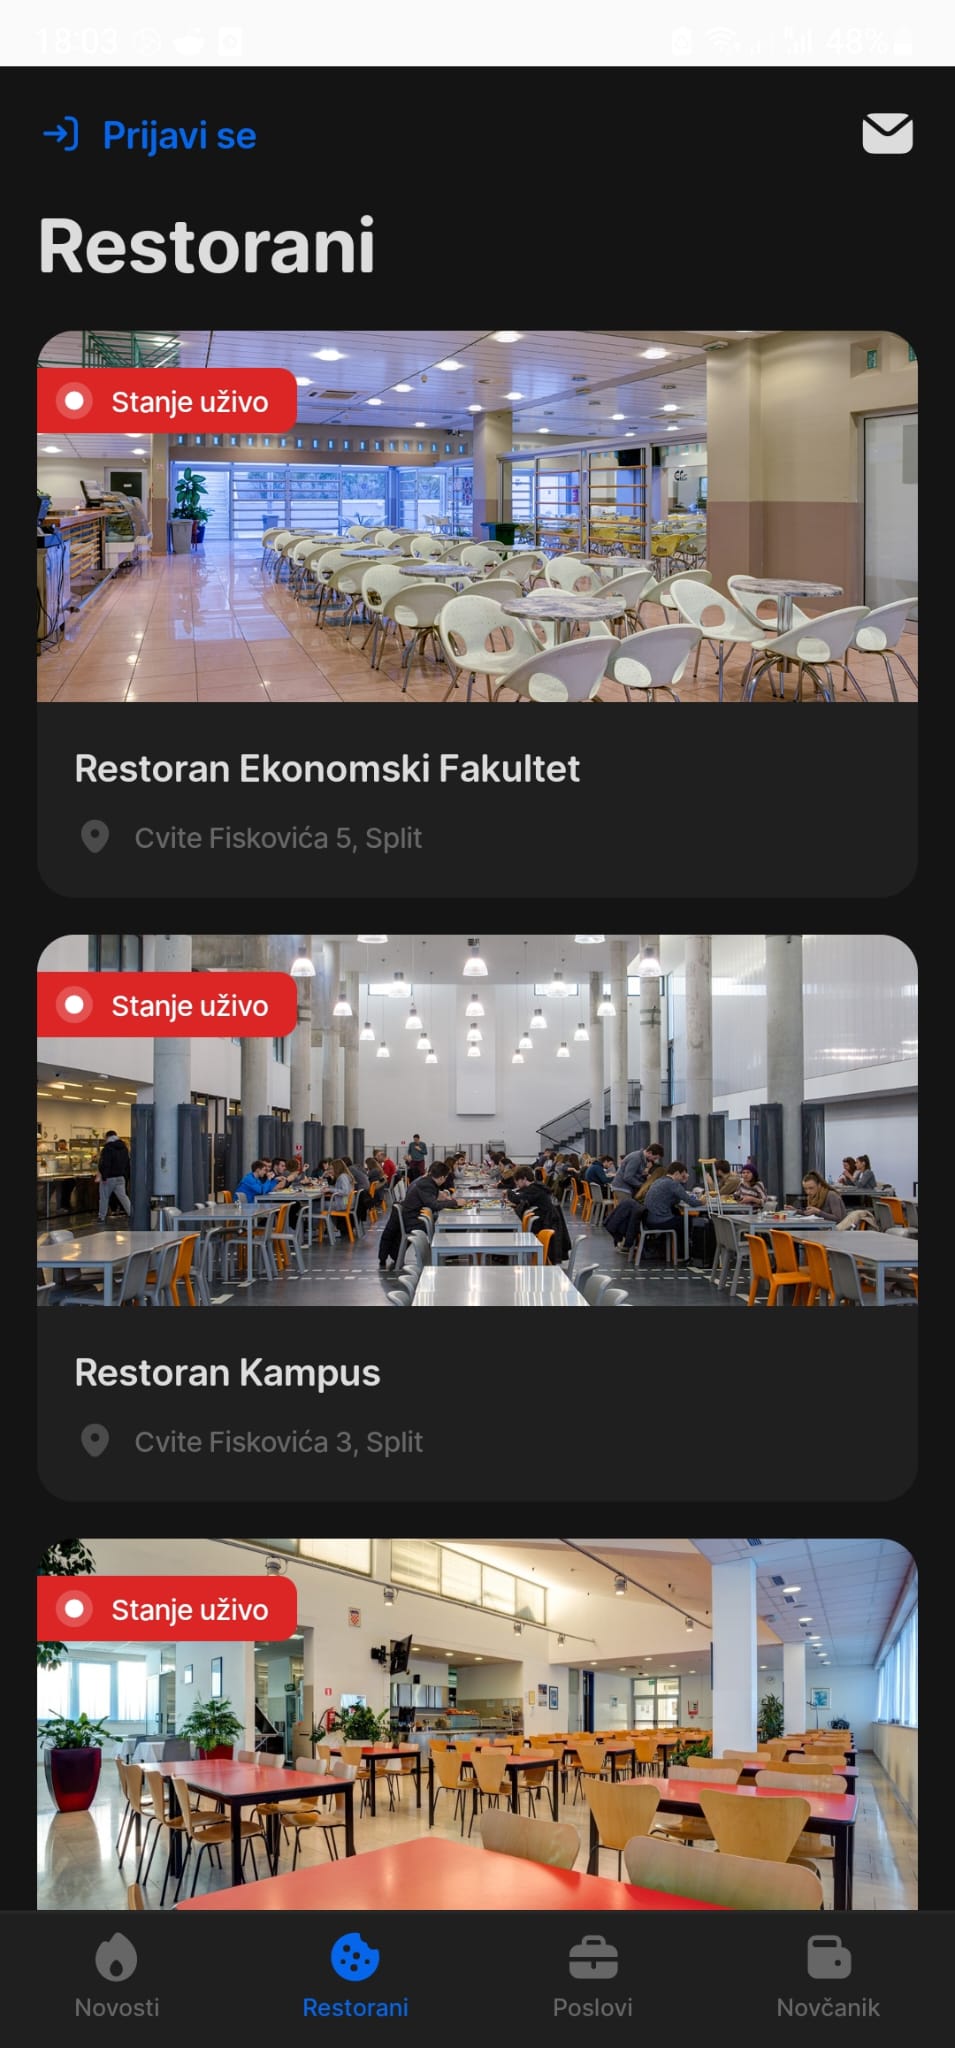 18:03
48%
Prijavi se
Restorani
Stanje uživo
Restoran Ekonomski Fakultet
Cvite Fiskovića 5, Split
Stanje uživo
Restoran Kampus
Cvite Fiskovića 3, Split
Stanje uživo
Novosti
Restorani
Poslovi
Novčanik